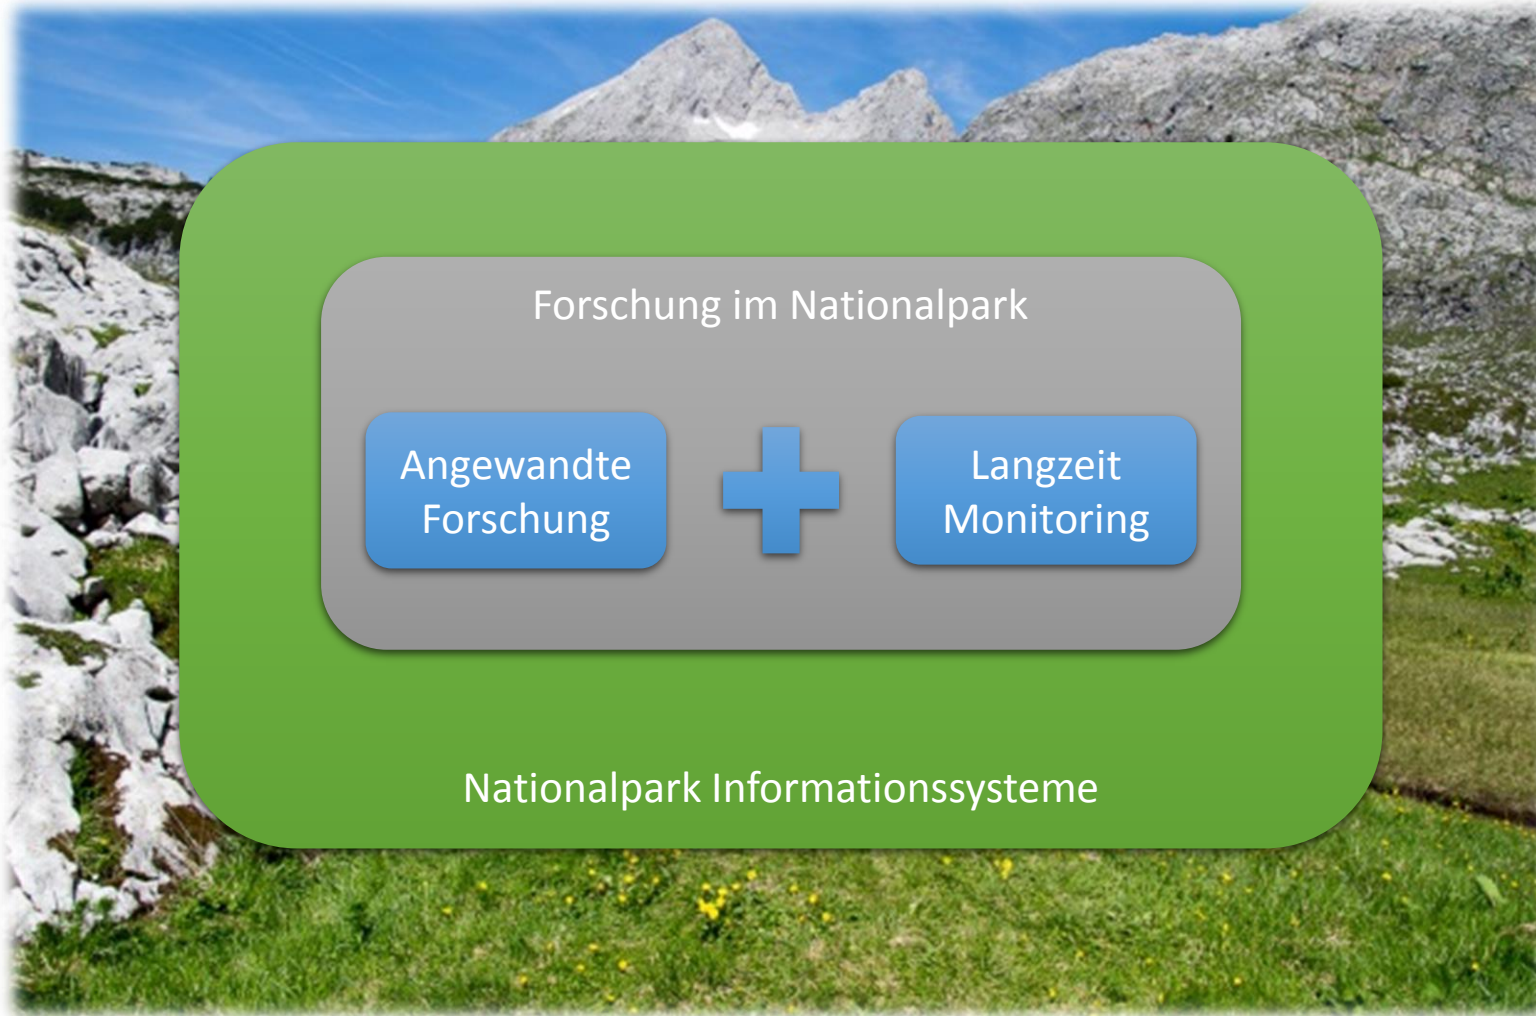 Forschung im Nationalpark
Angewandte
Forschung
Langzeit
Monitoring
Nationalpark Informationssysteme